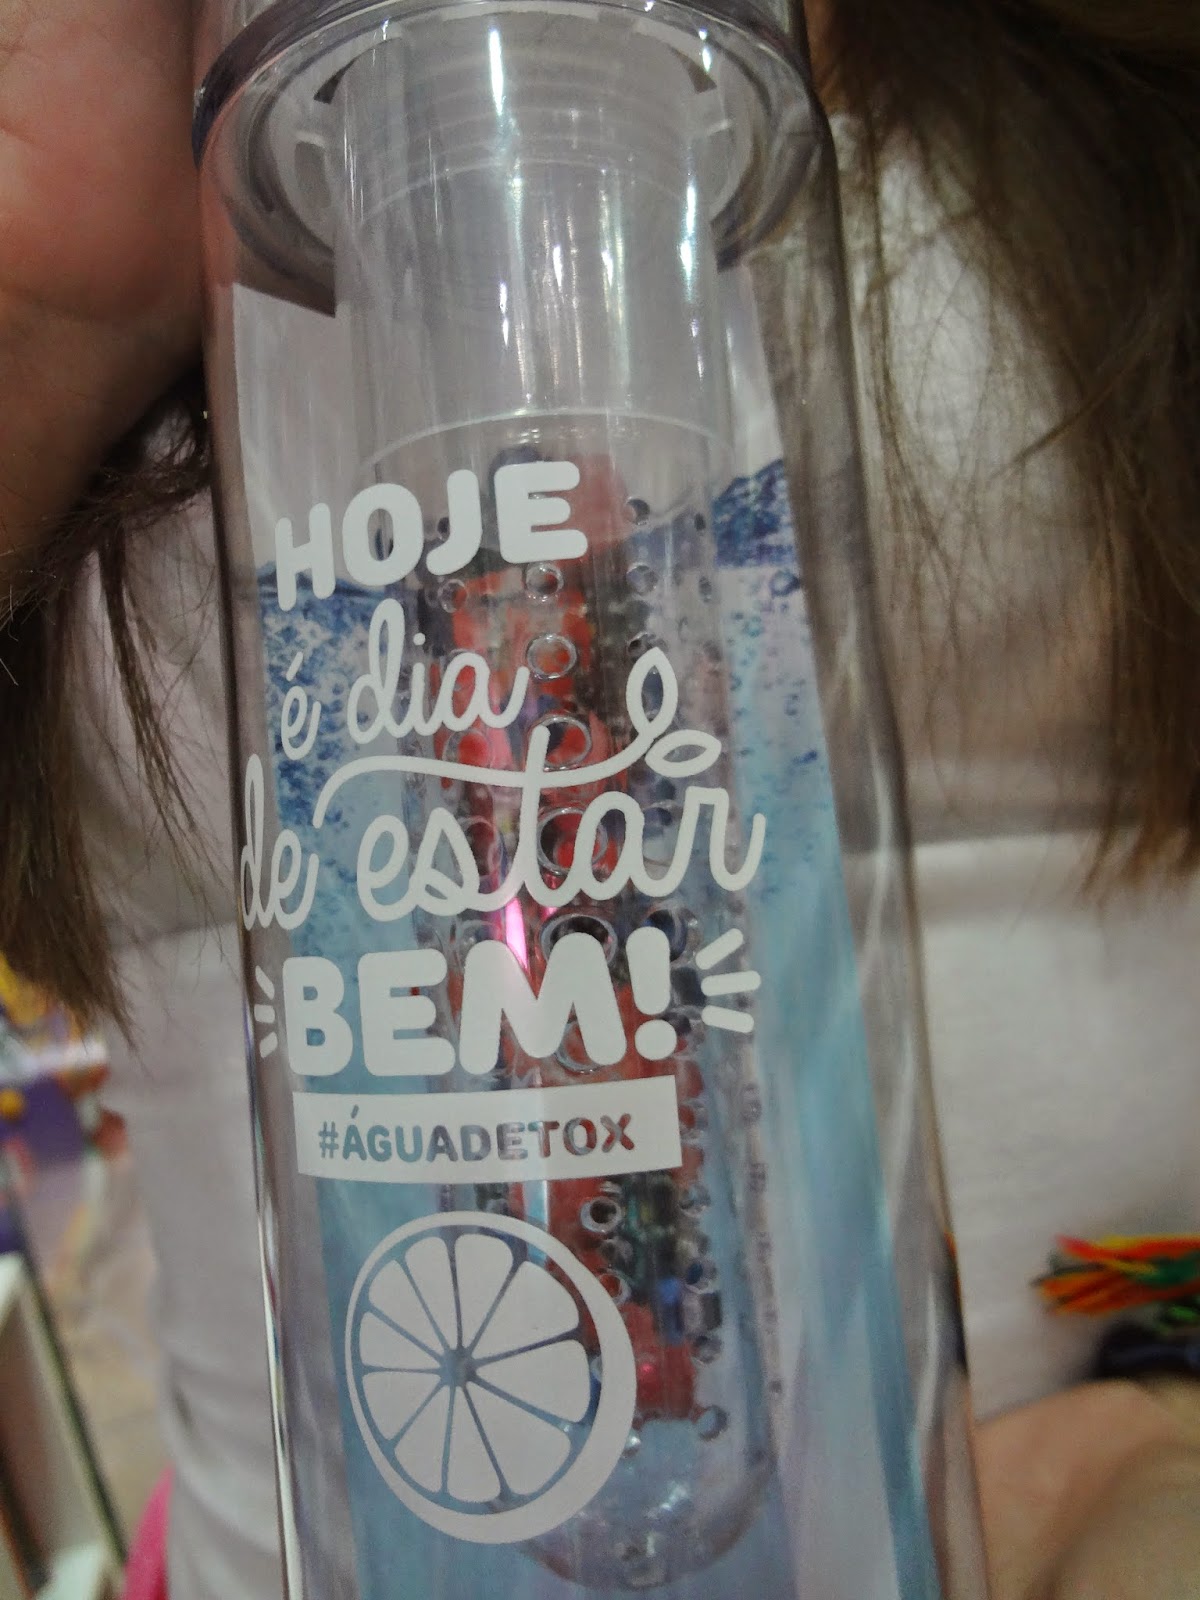 HOJE
é dia
de estar
BEM!
#ÁGUADETOX